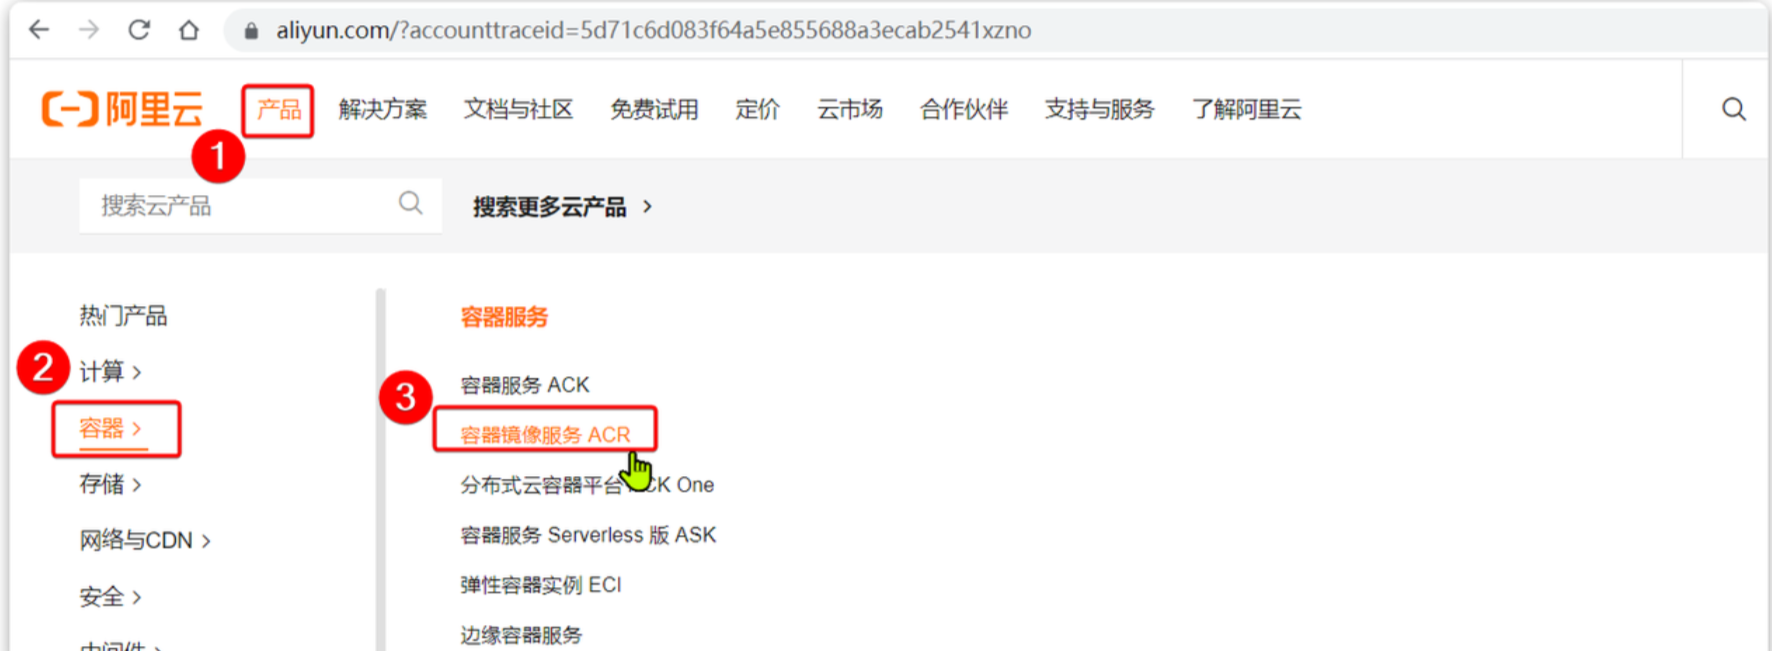 aliyun.com/?accounttraceid=5d71c6d083f64a5e855688a3ecab2541xzno
阿里云 产品 解决方案 文档与社区 免费试用 定价 云市场 合作伙伴 支持与服务 了解阿里云
1
搜索云产品 搜索更多云产品 >
热门产品
2 计算 >
容器 >
存储 >
网络与CDN >
安全 >
中间件 >
容器服务
容器服务 ACK
3
容器镜像服务 ACR
分布式云容器平台 CK One
容器服务 Serverless 版 ASK
弹性容器实例 ECI
边缘容器服务